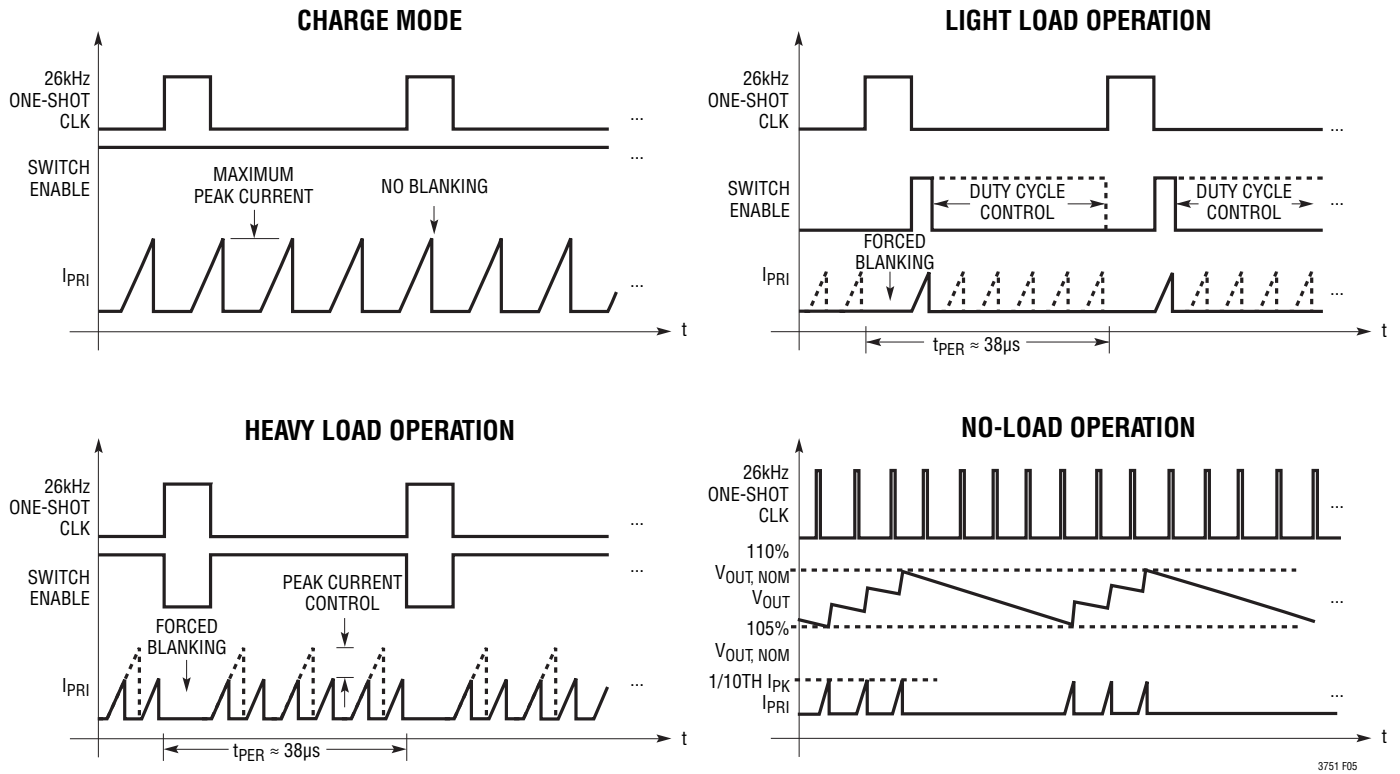 CHARGE MODE
26kHz
ONE-SHOT
CLK
...
...
SWITCH
ENABLE
MAXIMUM
PEAK CURRENT
NO BLANKING
IPRI
...
t
LIGHT LOAD OPERATION
26kHz
ONE-SHOT
CLK
...
SWITCH
ENABLE
DUTY CYCLE
CONTROL
DUTY CYCLE
CONTROL
...
FORCED
BLANKING
IPRI
...
t
tPER ≈ 38µs
HEAVY LOAD OPERATION
26kHz
ONE-SHOT
CLK
...
...
SWITCH
ENABLE
PEAK CURRENT
CONTROL
FORCED
BLANKING
IPRI
...
t
tPER ≈ 38µs
NO-LOAD OPERATION
26kHz
ONE-SHOT
CLK
...
110%
VOUT, NOM
VOUT
...
105%
VOUT, NOM
1/10TH IPK
IPRI
...
t
3751 F05